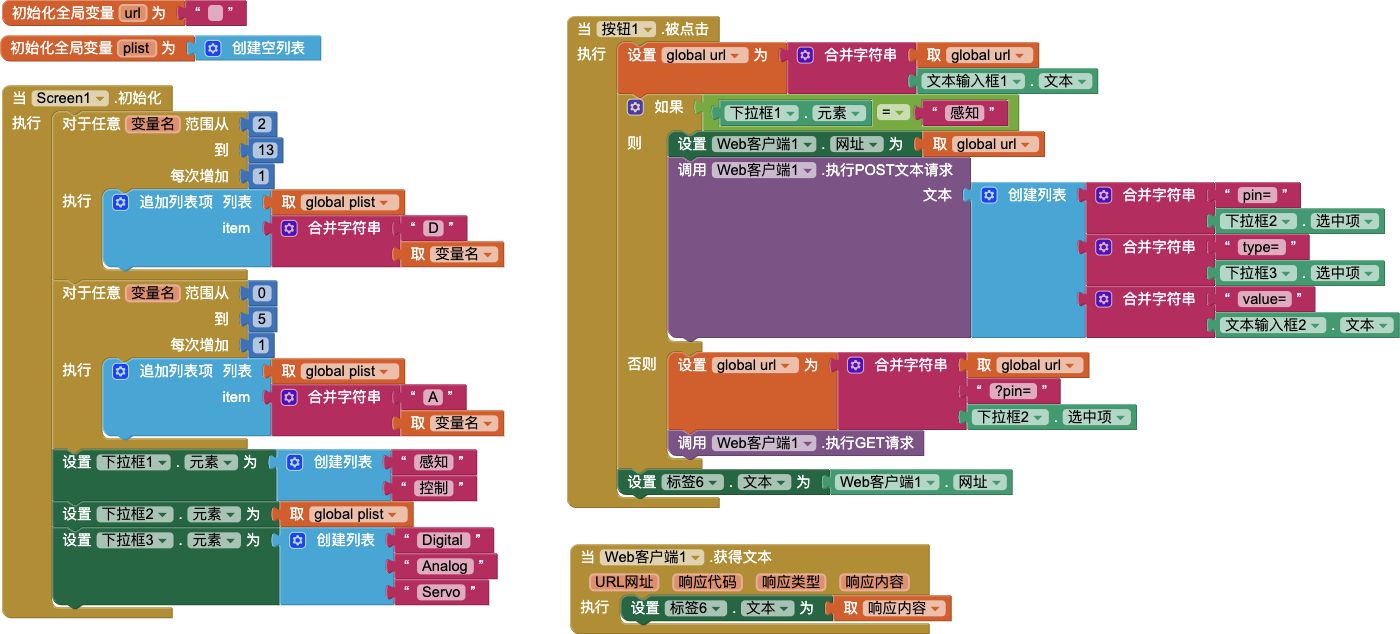 初始化全局变量 url 为 “ ”
初始化全局变量 plist 为 创建空列表
当 Screen1 .初始化
执行 对于任意 变量名 范围从 2
到 13
每次增加 1
执行 追加列表项 列表 取 global plist
item 合并字符串 “ D ”
取 变量名
对于任意 变量名 范围从 0
到 5
每次增加 1
执行 追加列表项 列表 取 global plist
item 合并字符串 “ A ”
取 变量名
设置 下拉框1 . 元素 为 创建列表 “ 感知 ”
“ 控制 ”
设置 下拉框2 . 元素 为 取 global plist
设置 下拉框3 . 元素 为 创建列表 “ Digital ”
“ Analog ”
“ Servo ”
当 按钮1 .被点击
执行 设置 global url 为 合并字符串 取 global url
文本输入框1 . 文本
如果 下拉框1 . 元素 = “ 感知 ”
则 设置 Web客户端1 . 网址 为 取 global url
调用 Web客户端1 .执行POST文本请求
文本 创建列表 合并字符串 “ pin= ”
下拉框2 . 选中项
合并字符串 “ type= ”
下拉框3 . 选中项
合并字符串 “ value= ”
文本输入框2 . 文本
否则 设置 global url 为 合并字符串 取 global url
“ ?pin= ”
下拉框2 . 选中项
调用 Web客户端1 .执行GET请求
设置 标签6 . 文本 为 Web客户端1 . 网址
当 Web客户端1 .获得文本
URL网址 响应代码 响应类型 响应内容
执行 设置 标签6 . 文本 为 取 响应内容